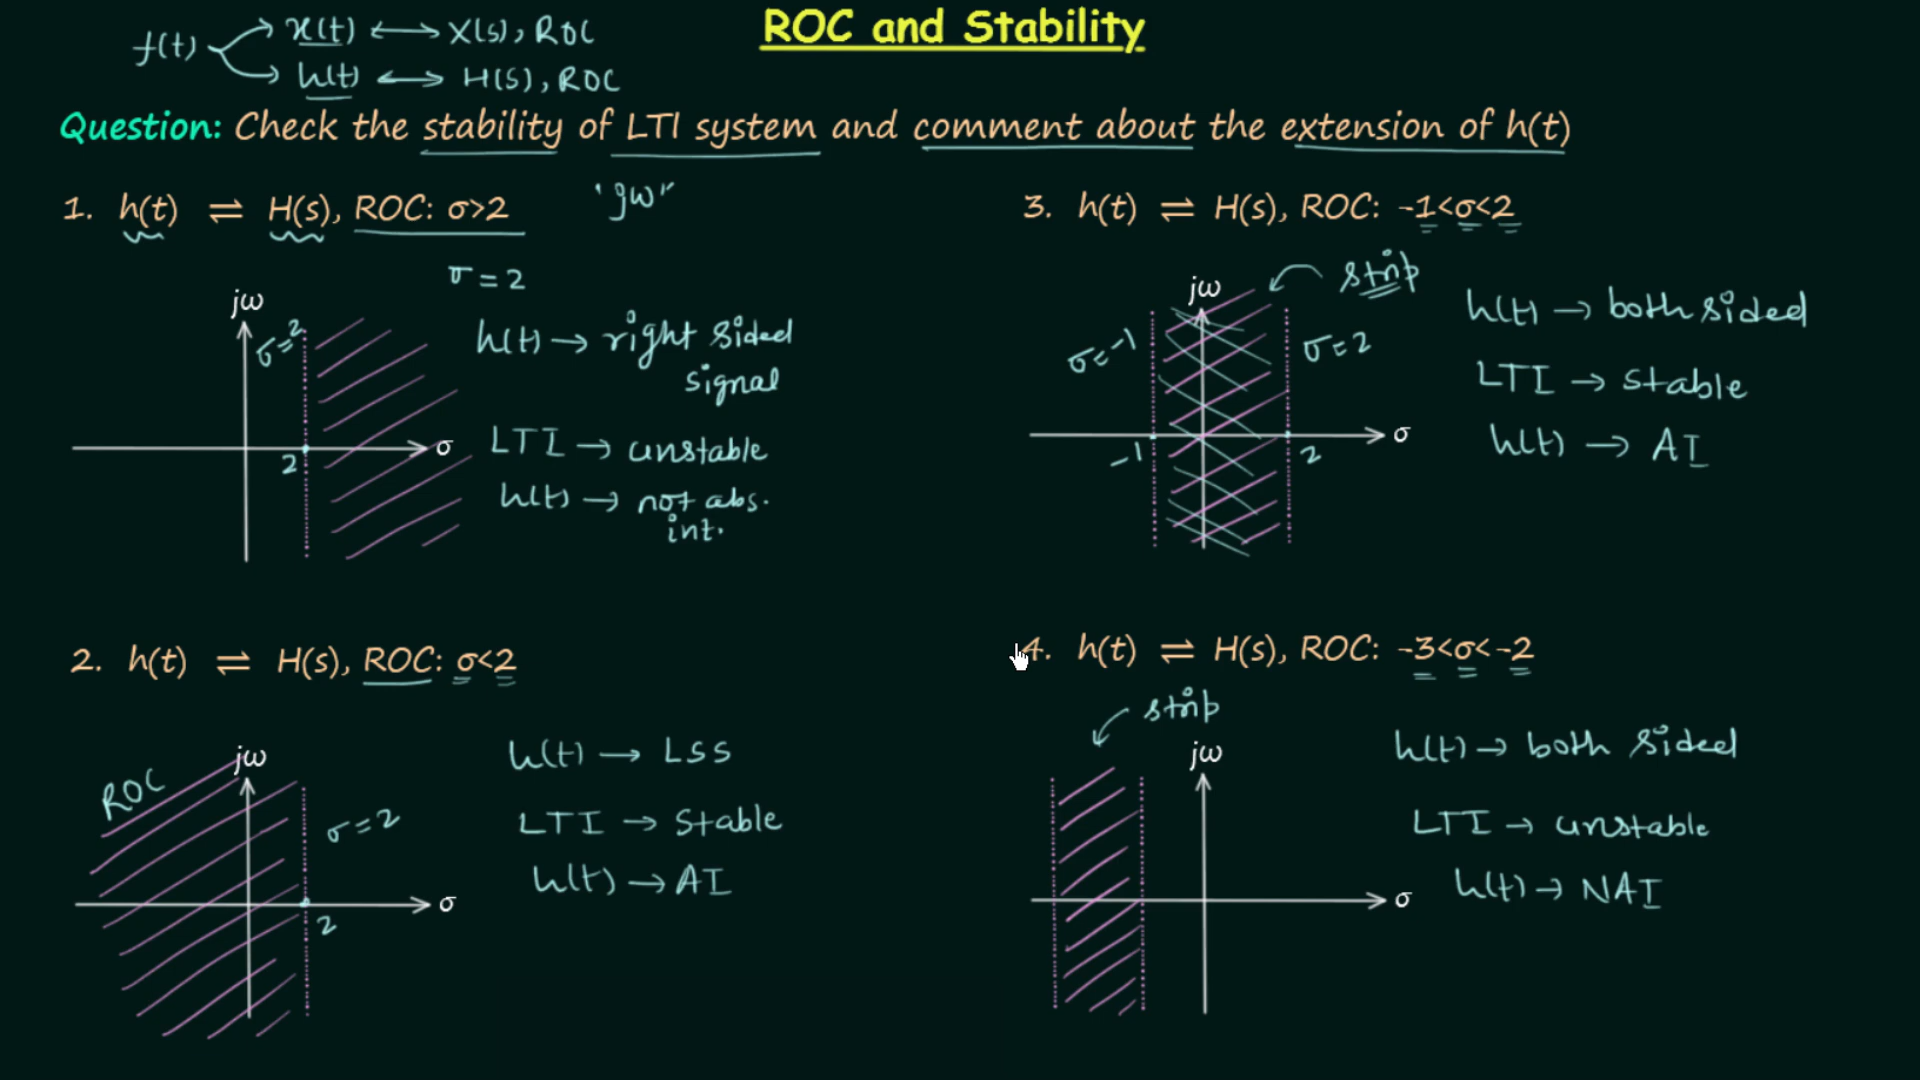 ROC and Stability
f(t) → x(t) ↔ X(s), ROC
→ h(t) ↔ H(s), ROC
Question: Check the stability of LTI system and comment about the extension of h(t)
1. h(t) ⇌ H(s), ROC: σ>2
"jω"
σ = 2
jω
σ=2
σ
2
h(t) → right sided
signal
LTI → unstable
h(t) → not abs.
int.
2. h(t) ⇌ H(s), ROC: σ<2
ROC
jω
σ=2
σ
2
h(t) → LSS
LTI → Stable
h(t) → AI
3. h(t) ⇌ H(s), ROC: -1<σ<2
strip
jω
σ=-1
σ=2
σ
-1
2
h(t) → both sided
LTI → stable
h(t) → AI
4. h(t) ⇌ H(s), ROC: -3<σ<-2
strip
jω
σ
h(t) → both sided
LTI → unstable
h(t) → NAI